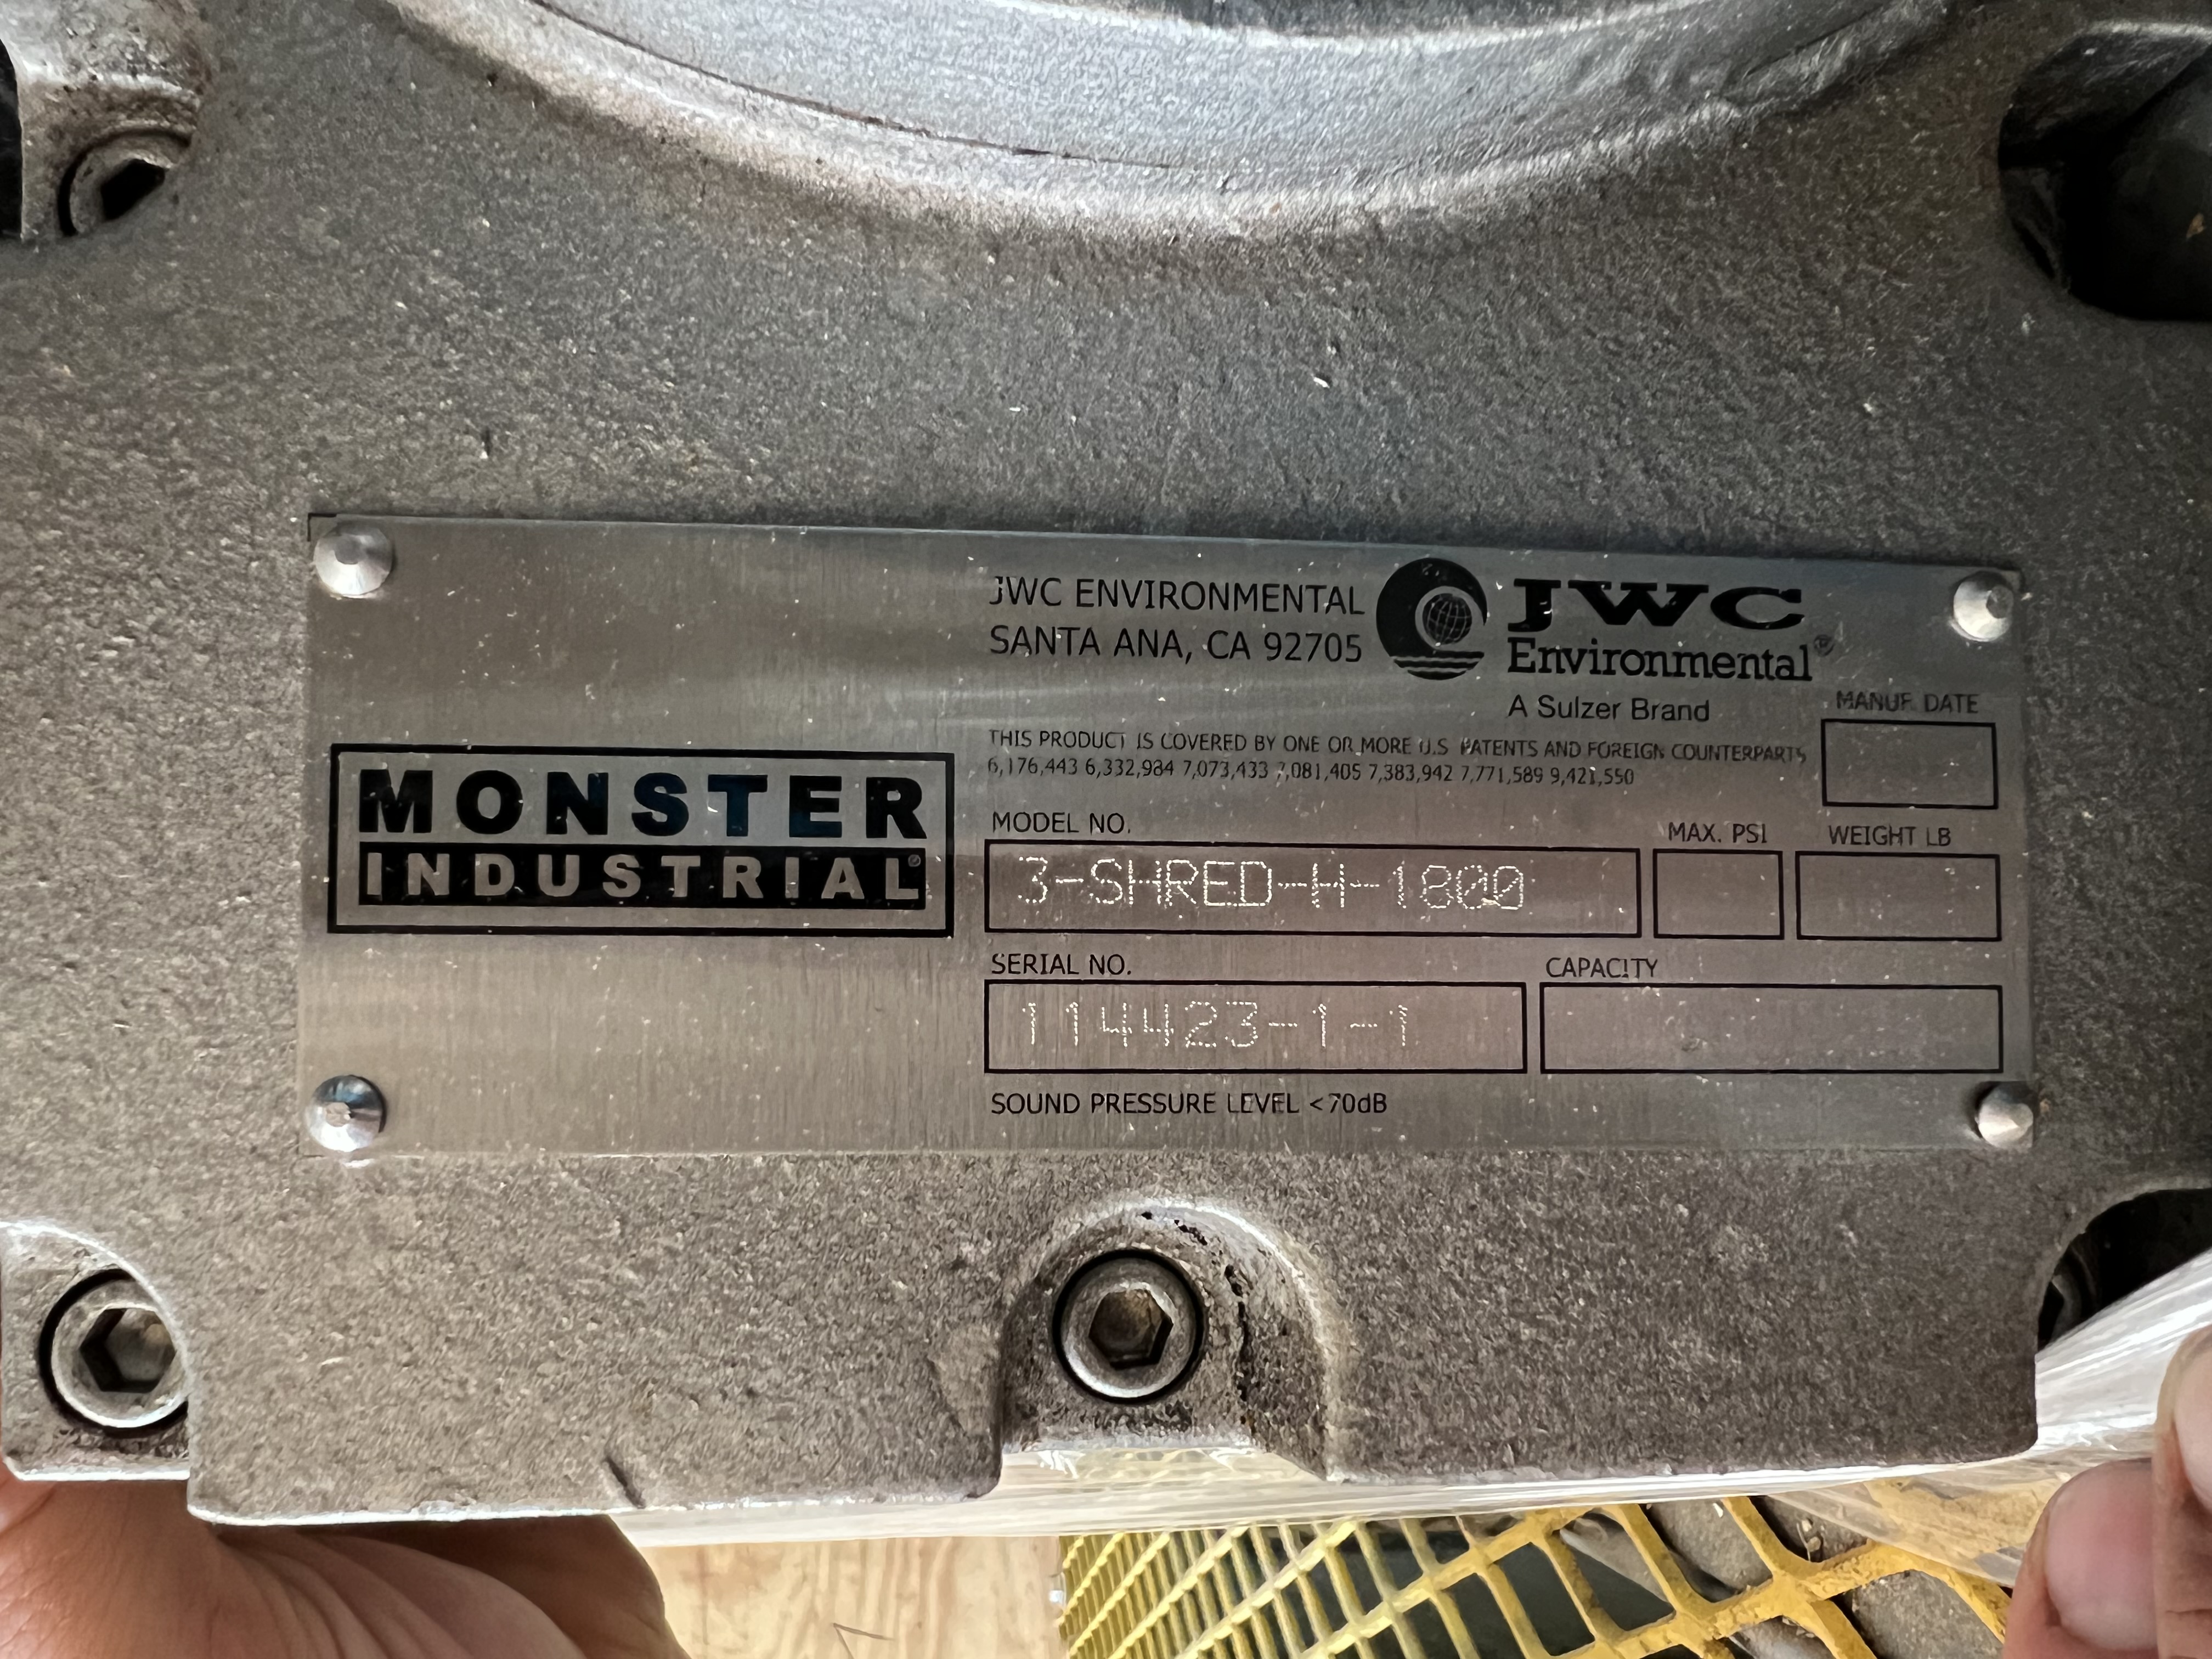 JWC ENVIRONMENTAL
SANTA ANA, CA 92705
JWC
Environmental®
A Sulzer Brand
MANUF. DATE
THIS PRODUCT IS COVERED BY ONE OR MORE U.S. PATENTS AND FOREIGN COUNTERPARTS
6,176,443 6,332,984 7,073,433 7,081,405 7,383,942 7,771,589 9,421,550
MONSTER
INDUSTRIAL®
MODEL NO.
MAX. PSI
WEIGHT LB
3-SHRED-H-1800
SERIAL NO.
CAPACITY
114423-1-1
SOUND PRESSURE LEVEL <70dB